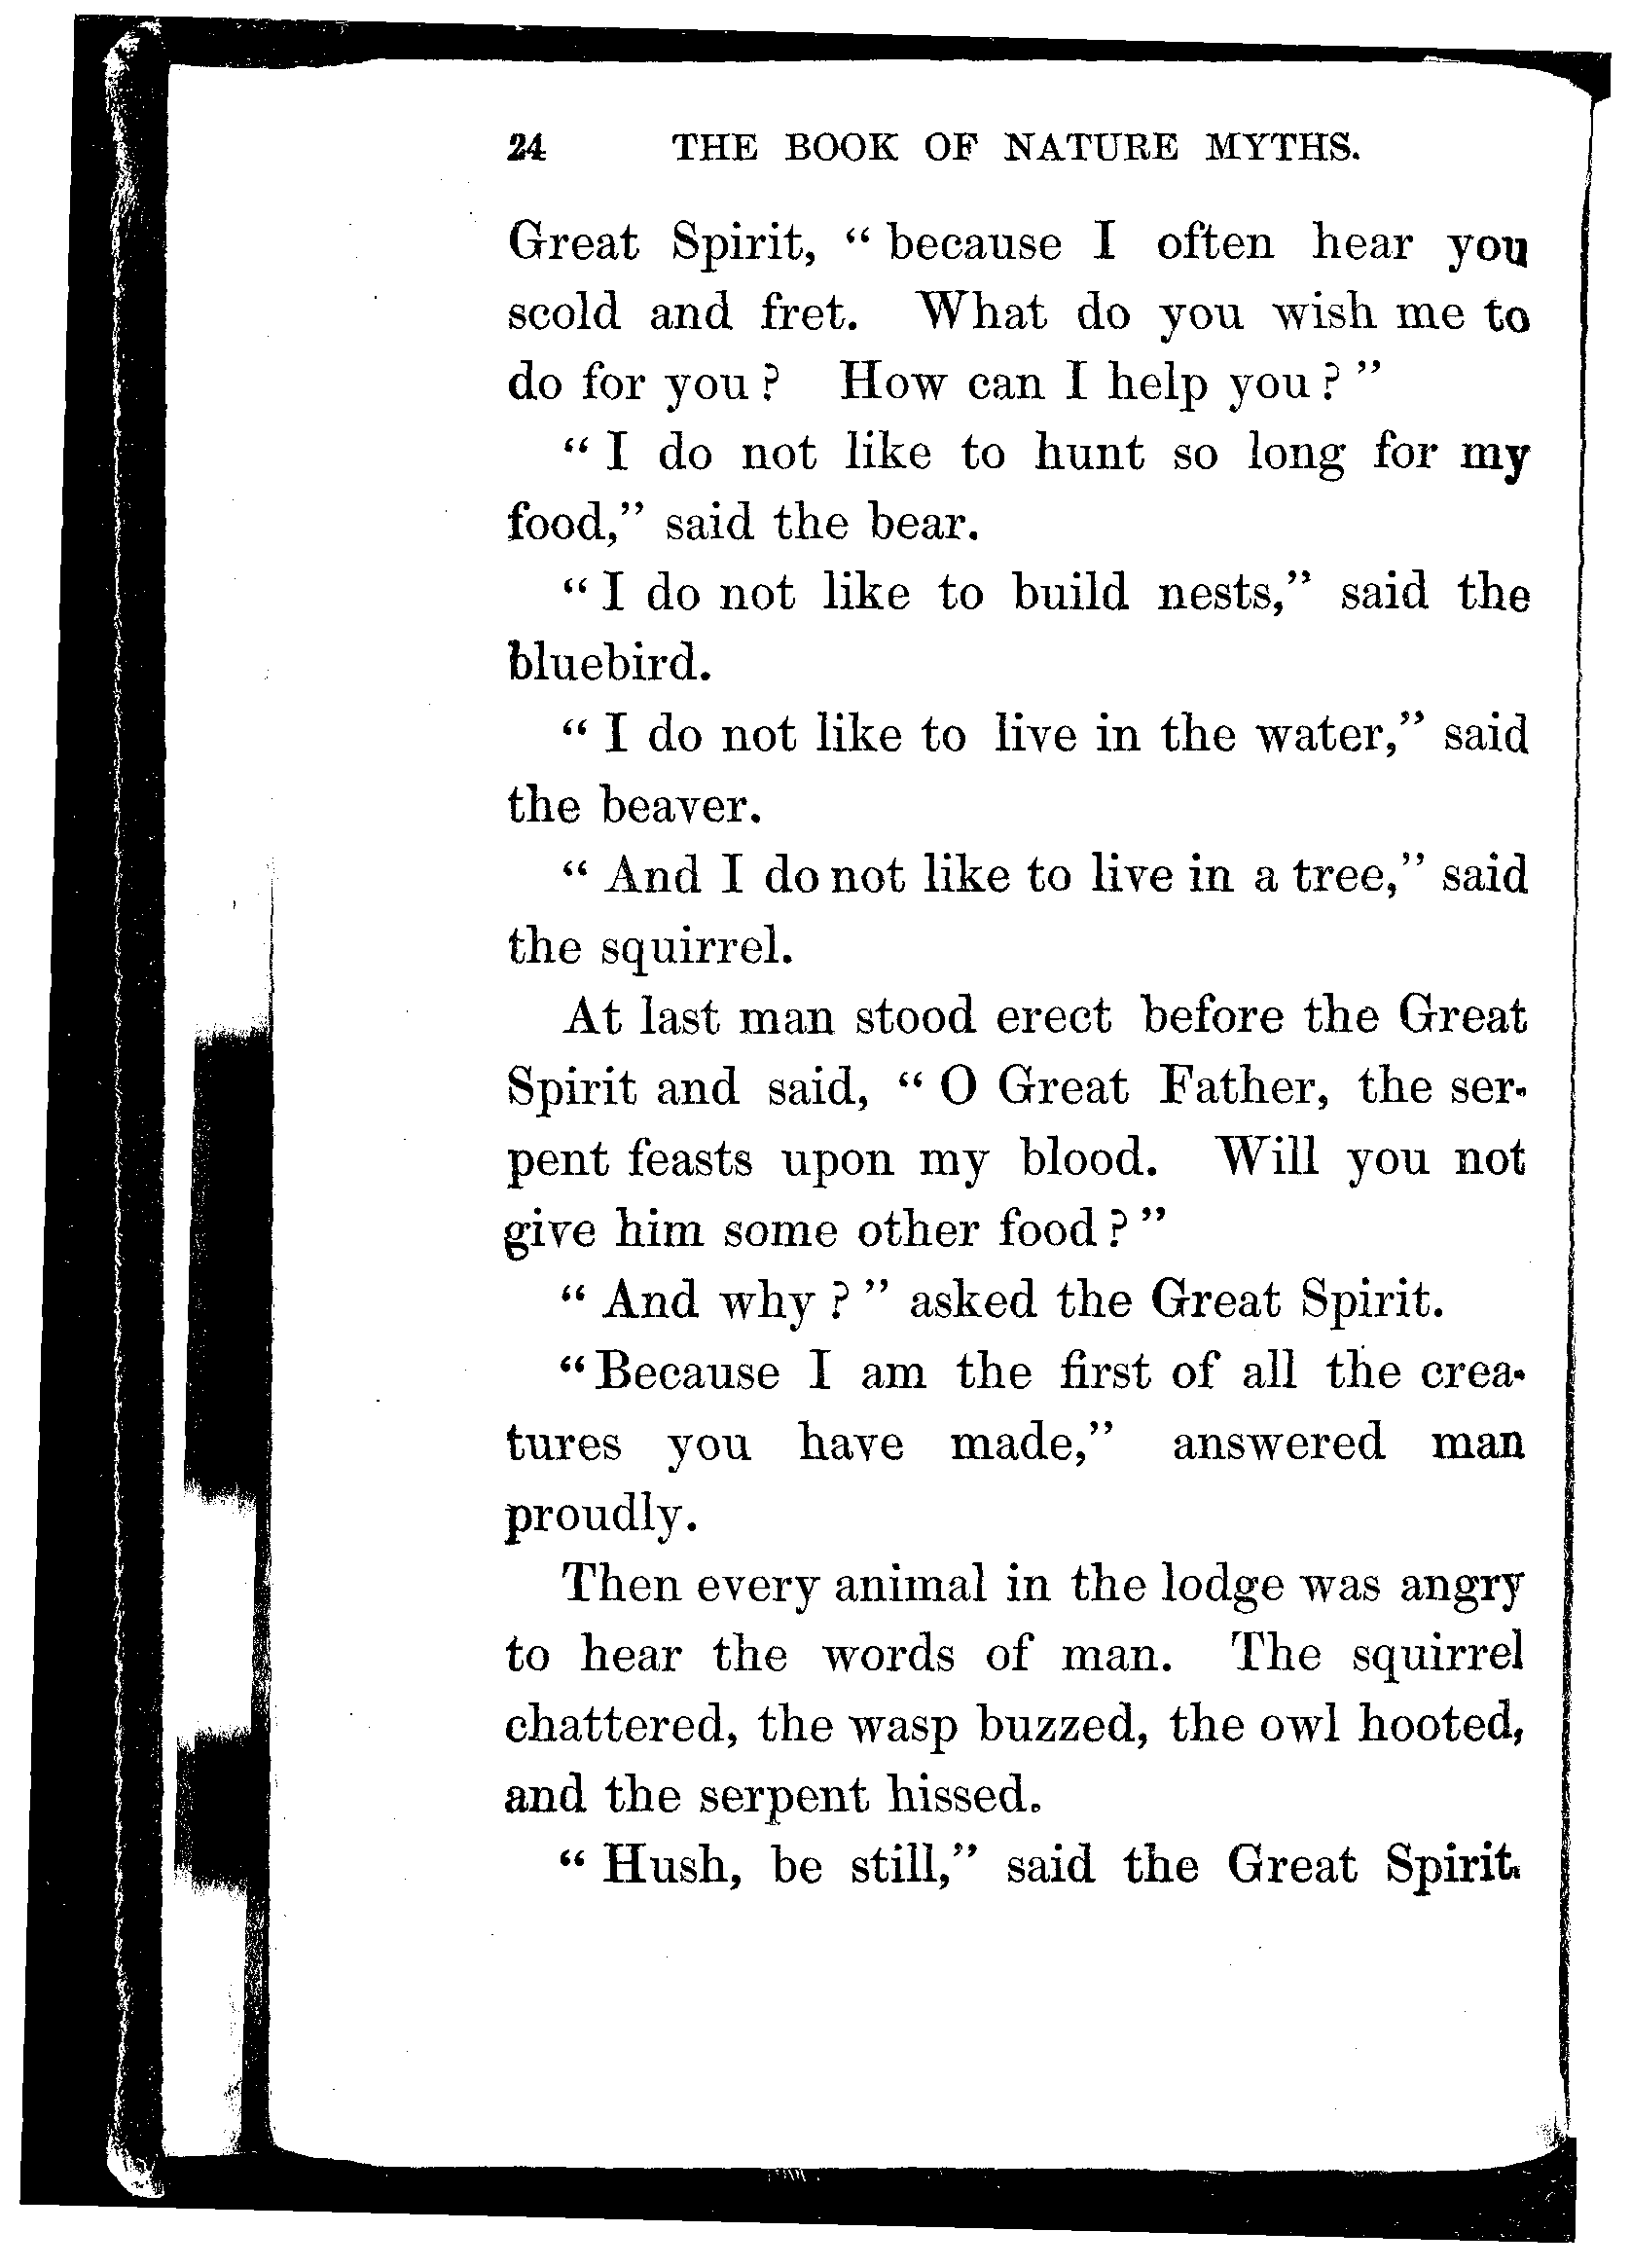 24 THE BOOK OF NATURE MYTHS.
Great Spirit, “ because I often hear you
scold and fret. What do you wish me to
do for you? How can I help you? ”
“ I do not like to hunt so long for my
food,” said the bear.
“ I do not like to build nests,” said the
bluebird.
“ I do not like to live in the water,” said
the beaver.
“ And I do not like to live in a tree,” said
the squirrel.
At last man stood erect before the Great
Spirit and said, “ O Great Father, the ser-
pent feasts upon my blood. Will you not
give him some other food? ”
“ And why? ” asked the Great Spirit.
“ Because I am the first of all the crea-
tures you have made,” answered man
proudly.
Then every animal in the lodge was angry
to hear the words of man. The squirrel
chattered, the wasp buzzed, the owl hooted,
and the serpent hissed.
“ Hush, be still,” said the Great Spirit.